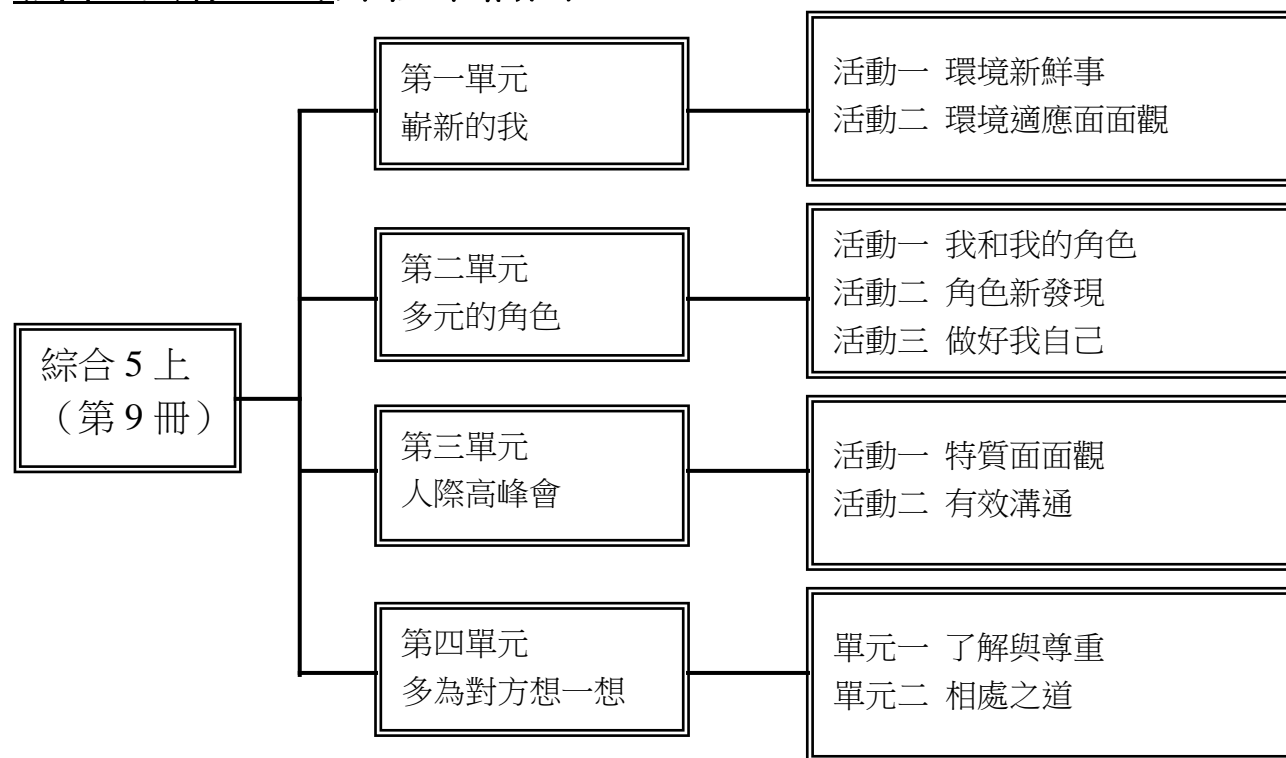 綜合 5 上
（第 9 冊）
第一單元
嶄新的我
活動一 環境新鮮事
活動二 環境適應面面觀
第二單元
多元的角色
活動一 我和我的角色
活動二 角色新發現
活動三 做好我自己
第三單元
人際高峰會
活動一 特質面面觀
活動二 有效溝通
第四單元
多為對方想一想
單元一 了解與尊重
單元二 相處之道